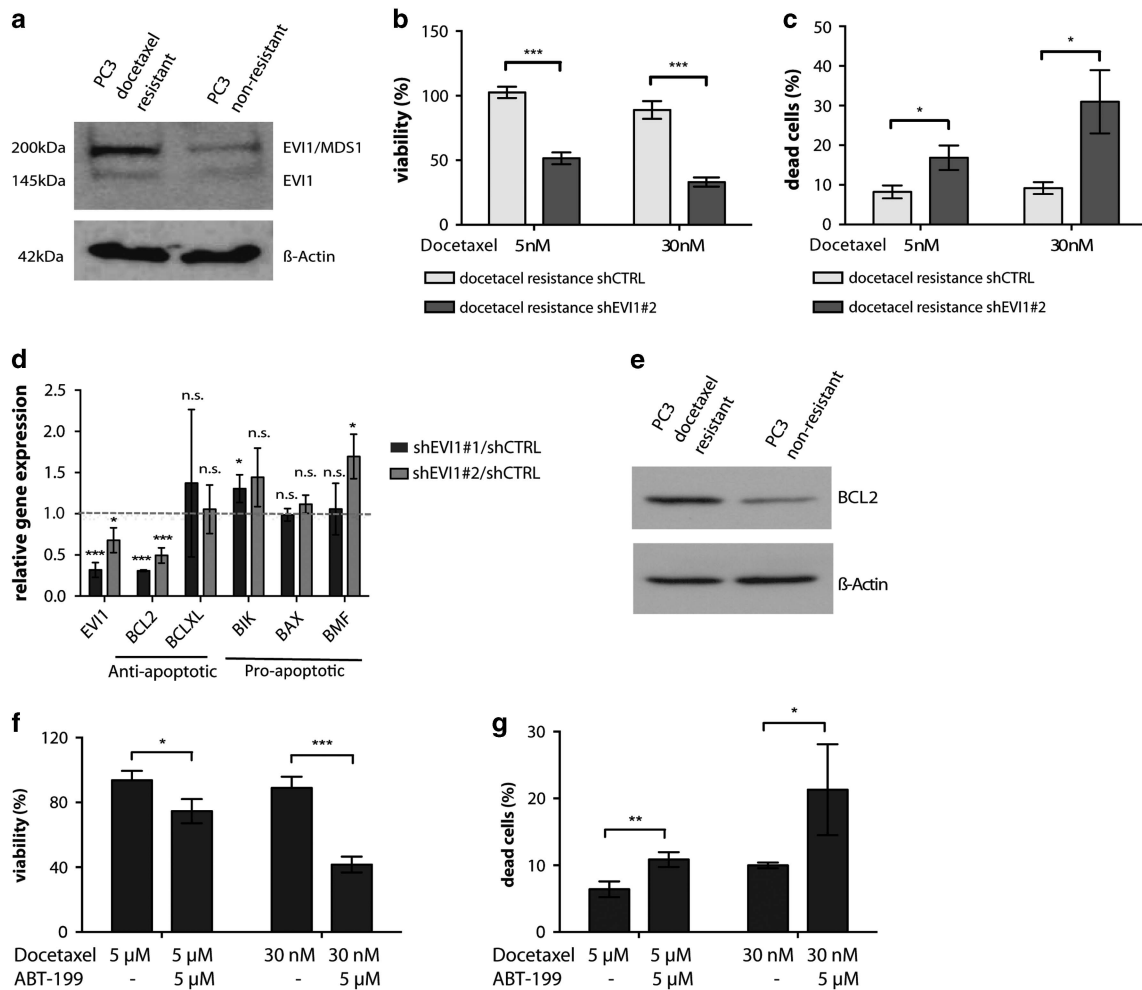 a
PC3
docetaxel
resistant
PC3
non-resistant
200kDa
EVI1/MDS1
145kDa
EVI1
42kDa
ß-Actin
b
150
100
50
0
viability (%)
***
***
Docetaxel
5nM
30nM
docetacel resistance shCTRL
docetacel resistance shEVI1#2
c
50
40
30
20
10
0
dead cells (%)
*
*
Docetaxel
5nM
30nM
docetacel resistance shCTRL
docetacel resistance shEVI1#2
d
2.5
2.0
1.5
1.0
0.5
0.0
relative gene expression
***
*
***
***
n.s.
n.s.
*
n.s.
n.s.
n.s.
*
shEVI1#1/shCTRL
shEVI1#2/shCTRL
EVI1
BCL2
BCLXL
BIK
BAX
BMF
Anti-apoptotic
Pro-apoptotic
e
PC3
docetaxel
resistant
PC3
non-resistant
BCL2
ß-Actin
f
120
80
40
0
viability (%)
*
***
Docetaxel 5 µM 5 µM 30 nM 30 nM
ABT-199 - 5 µM - 5 µM
g
30
20
10
0
dead cells (%)
**
*
Docetaxel 5 µM 5 µM 30 nM 30 nM
ABT-199 - 5 µM - 5 µM